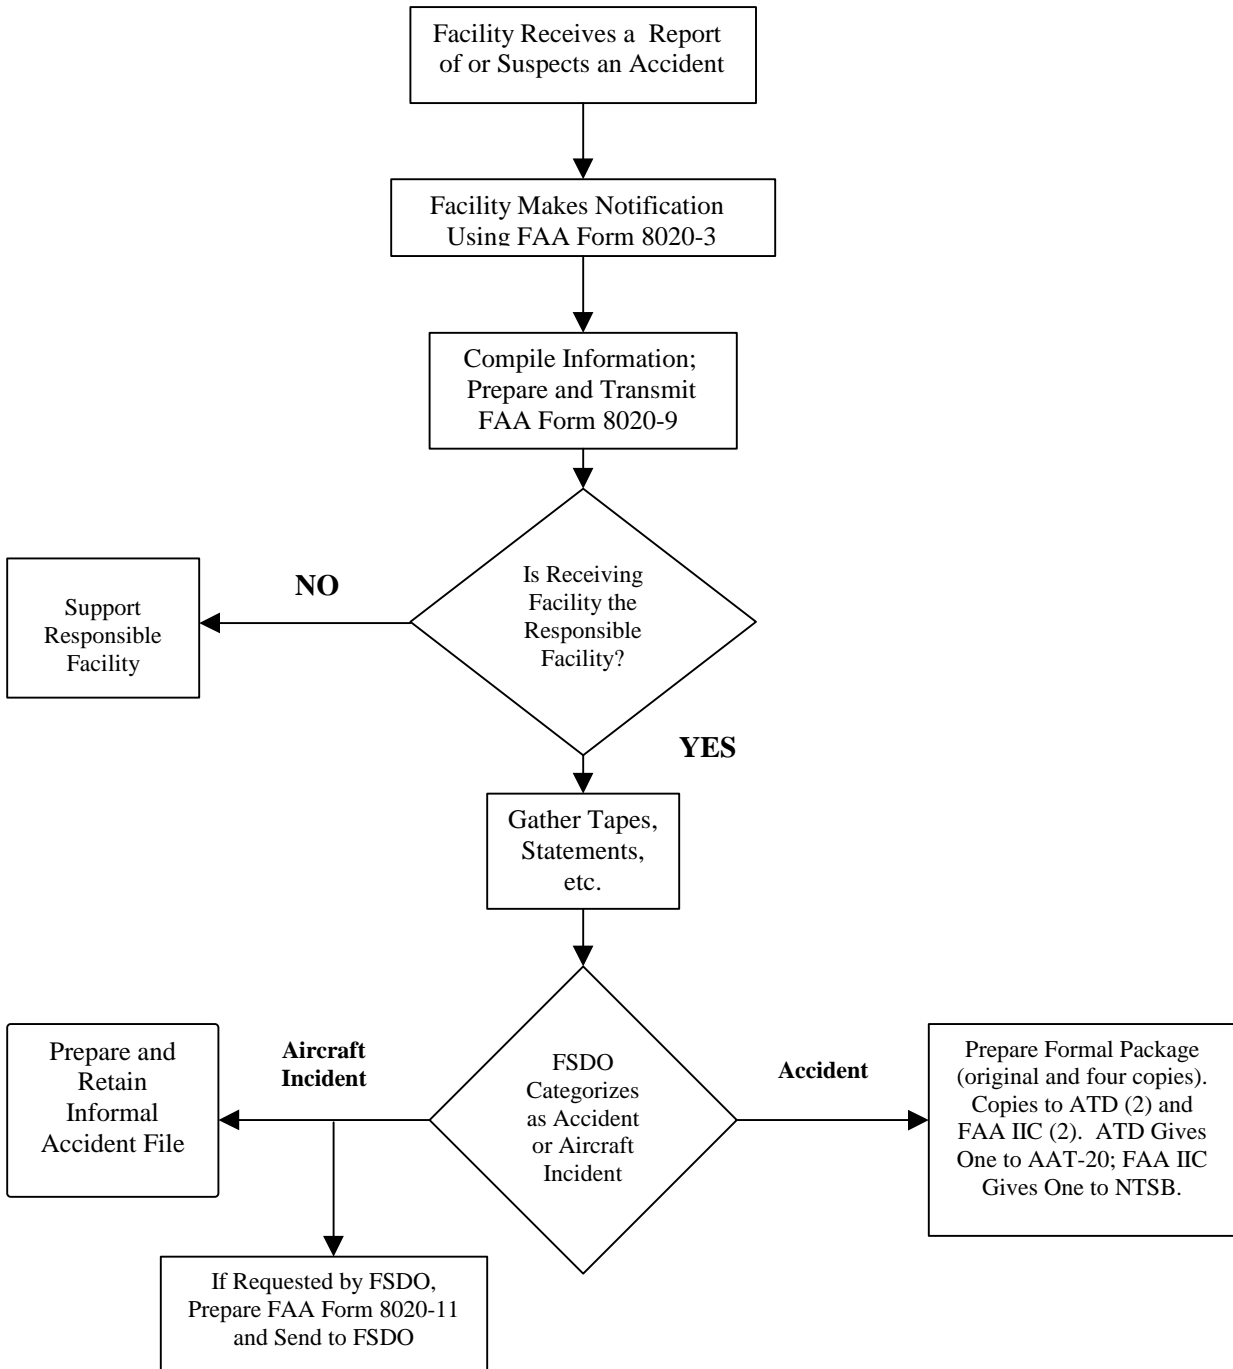 Facility Receives a Report
of or Suspects an Accident
Facility Makes Notification
Using FAA Form 8020-3
Compile Information;
Prepare and Transmit
FAA Form 8020-9
Is Receiving
Facility the
Responsible
Facility?
NO
Support
Responsible
Facility
YES
Gather Tapes,
Statements,
etc.
FSDO
Categorizes
as Accident
or Aircraft
Incident
Aircraft
Incident
Prepare and
Retain
Informal
Accident File
Accident
Prepare Formal Package
(original and four copies).
Copies to ATD (2) and
FAA IIC (2). ATD Gives
One to AAT-20; FAA IIC
Gives One to NTSB.
If Requested by FSDO,
Prepare FAA Form 8020-11
and Send to FSDO